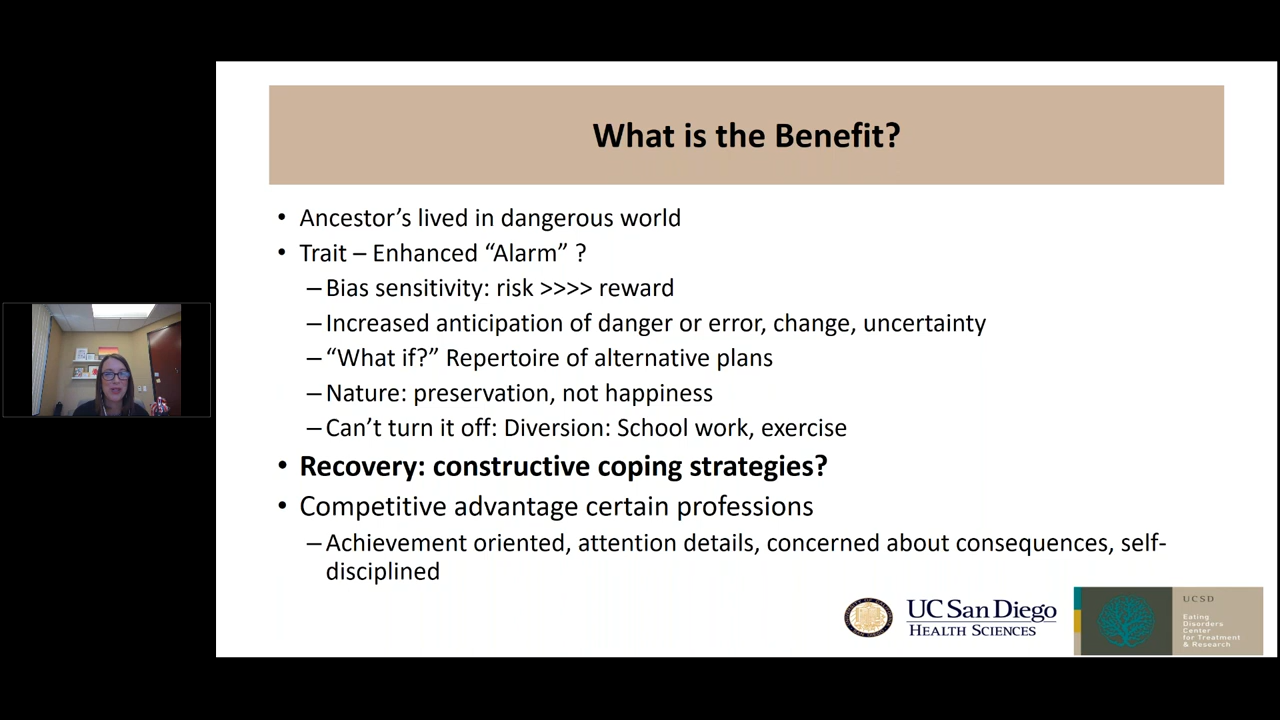 What is the Benefit?
• Ancestor’s lived in dangerous world
• Trait – Enhanced “Alarm” ?
– Bias sensitivity: risk >>>> reward
– Increased anticipation of danger or error, change, uncertainty
– “What if?” Repertoire of alternative plans
– Nature: preservation, not happiness
– Can’t turn it off: Diversion: School work, exercise
• Recovery: constructive coping strategies?
• Competitive advantage certain professions
– Achievement oriented, attention details, concerned about consequences, self-
disciplined
UC San Diego
HEALTH SCIENCES
UCSD
Eating
Disorders
Center
for Treatment
& Research